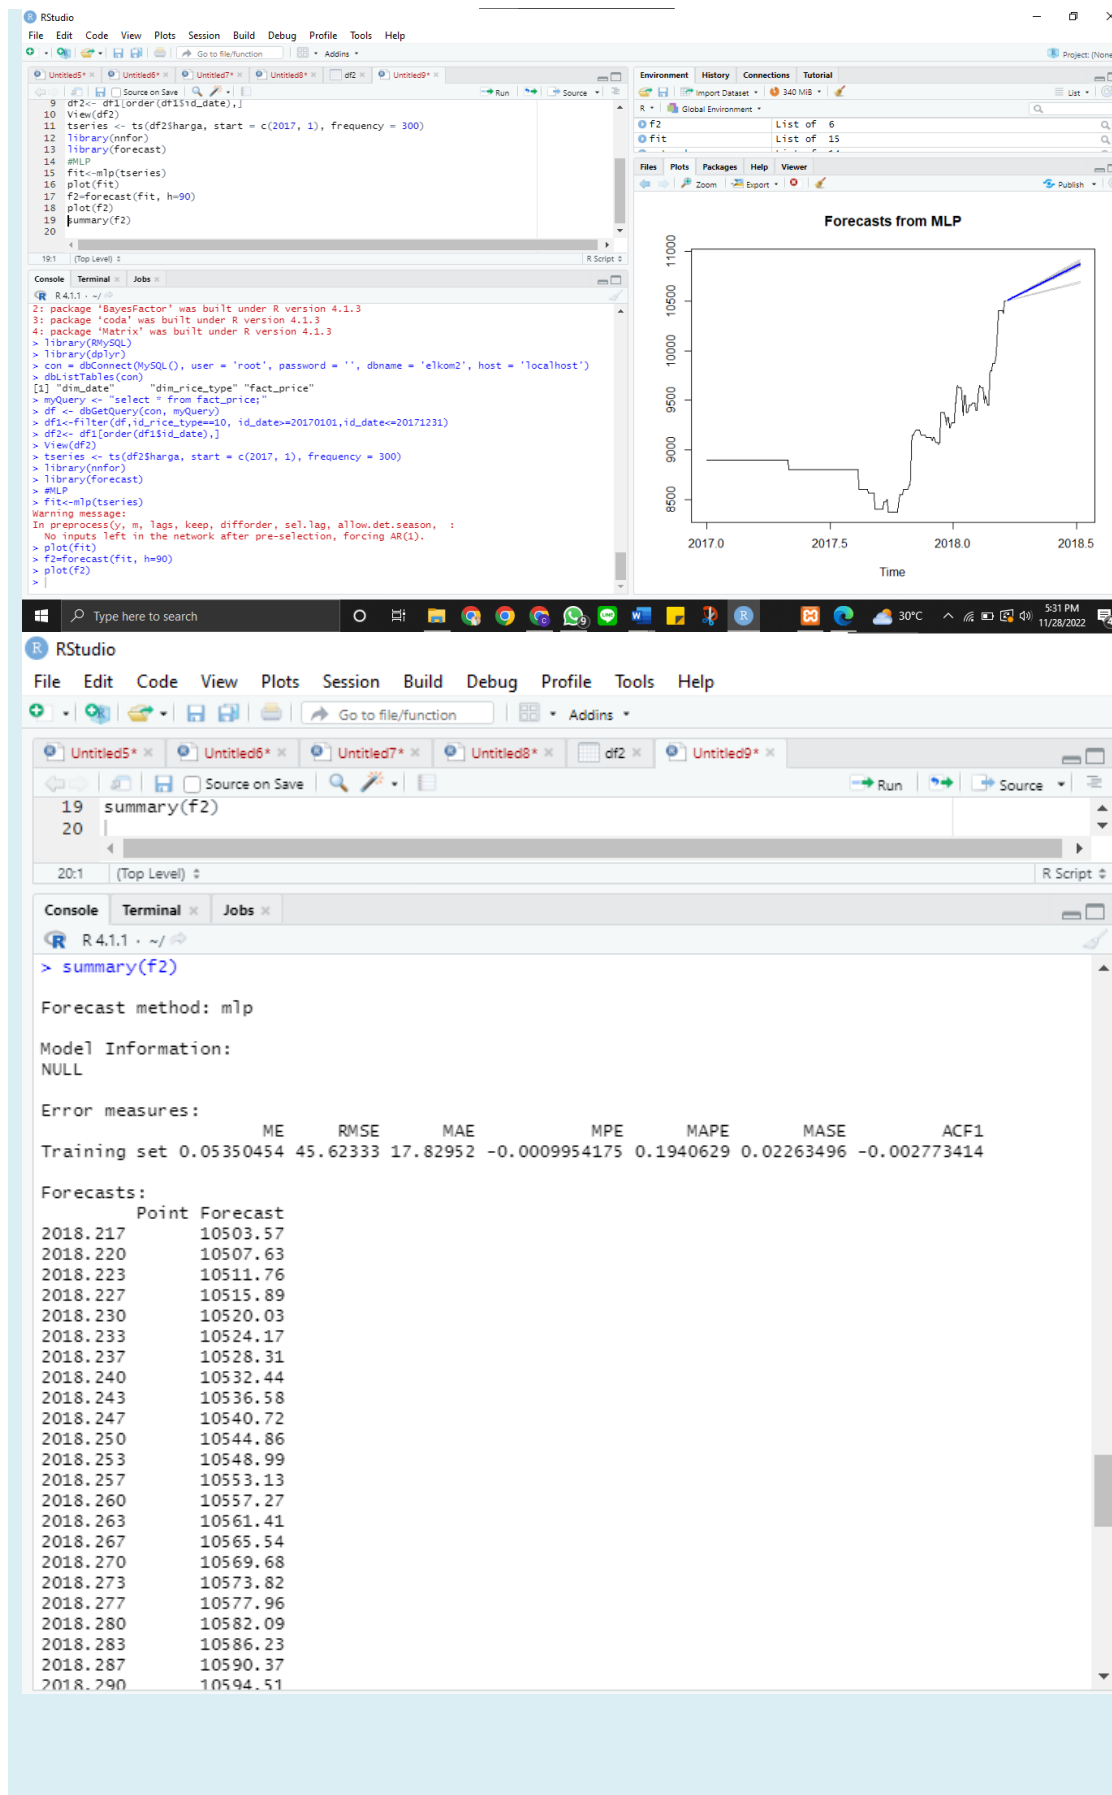 RStudio
File Edit Code View Plots Session Build Debug Profile Tools Help
Go to file/function Addins Project: (None
Untitled5* Untitled6* Untitled7* Untitled8* df2 Untitled9*
Source on Save Run Source
9 df2<- df1[order(df1$id_date),]
10 View(df2)
11 tseries <- ts(df2$harga, start = c(2017, 1), frequency = 300)
12 library(nnfor)
13 library(forecast)
14 #MLP
15 fit<-mlp(tseries)
16 plot(fit)
17 f2=forecast(fit, h=90)
18 plot(f2)
19 summary(f2)
20
19:1 (Top Level) R Script
Console Terminal Jobs
R 4.1.1 · ~/
2: package ‘BayesFactor’ was built under R version 4.1.3
3: package ‘coda’ was built under R version 4.1.3
4: package ‘Matrix’ was built under R version 4.1.3
> library(RMySQL)
> library(dplyr)
> con = dbConnect(MySQL(), user = 'root', password = '', dbname = 'elkom2', host = 'localhost')
> dbListTables(con)
[1] "dim_date" "dim_rice_type" "fact_price"
> myQuery <- "select * from fact_price;"
> df <- dbGetQuery(con, myQuery)
> df1<-filter(df,id_rice_type==10, id_date>=20170101,id_date<=20171231)
> df2<- df1[order(df1$id_date),]
> View(df2)
> tseries <- ts(df2$harga, start = c(2017, 1), frequency = 300)
> library(nnfor)
> library(forecast)
> #MLP
> fit<-mlp(tseries)
Warning message:
In preprocess(y, m, lags, keep, difforder, sel.lag, allow.det.season, :
No inputs left in the network after pre-selection, forcing AR(1).
> plot(fit)
> f2=forecast(fit, h=90)
> plot(f2)
>
Environment History Connections Tutorial
Import Dataset 340 MiB List
R Global Environment
f2 List of 6
fit List of 15
Files Plots Packages Help Viewer
Zoom Export Publish
Forecasts from MLP
11000
10500
10000
9500
9000
8500
2017.0 2017.5 2018.0 2018.5
Time
Type here to search 9 30°C 5:31 PM
11/28/2022
RStudio
File Edit Code View Plots Session Build Debug Profile Tools Help
Go to file/function Addins
Untitled5* Untitled6* Untitled7* Untitled8* df2 Untitled9*
Source on Save Run Source
19 summary(f2)
20
20:1 (Top Level) R Script
Console Terminal Jobs
R 4.1.1 · ~/
> summary(f2)
Forecast method: mlp
Model Information:
NULL
Error measures:
ME RMSE MAE MPE MAPE MASE ACF1
Training set 0.05350454 45.62333 17.82952 -0.0009954175 0.1940629 0.02263496 -0.002773414
Forecasts:
Point Forecast
2018.217 10503.57
2018.220 10507.63
2018.223 10511.76
2018.227 10515.89
2018.230 10520.03
2018.233 10524.17
2018.237 10528.31
2018.240 10532.44
2018.243 10536.58
2018.247 10540.72
2018.250 10544.86
2018.253 10548.99
2018.257 10553.13
2018.260 10557.27
2018.263 10561.41
2018.267 10565.54
2018.270 10569.68
2018.273 10573.82
2018.277 10577.96
2018.280 10582.09
2018.283 10586.23
2018.287 10590.37
2018.290 10594.51